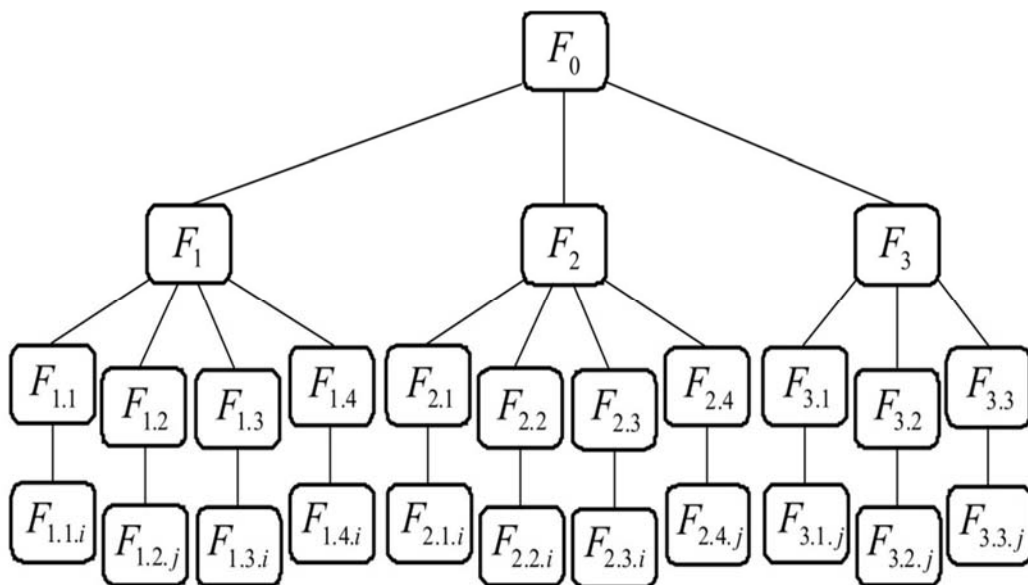 F₀
F₁ F₂ F₃
F₁.₁ F₁.₂ F₁.₃ F₁.₄ F₂.₁ F₂.₂ F₂.₃ F₂.₄ F₃.₁ F₃.₂ F₃.₃
F₁.₁.ᵢ F₁.₂.ⱼ F₁.₃.ᵢ F₁.₄.ᵢ F₂.₁.ᵢ F₂.₂.ᵢ F₂.₃.ᵢ F₂.₄.ⱼ F₃.₁.ⱼ F₃.₂.ⱼ F₃.₃.ⱼ